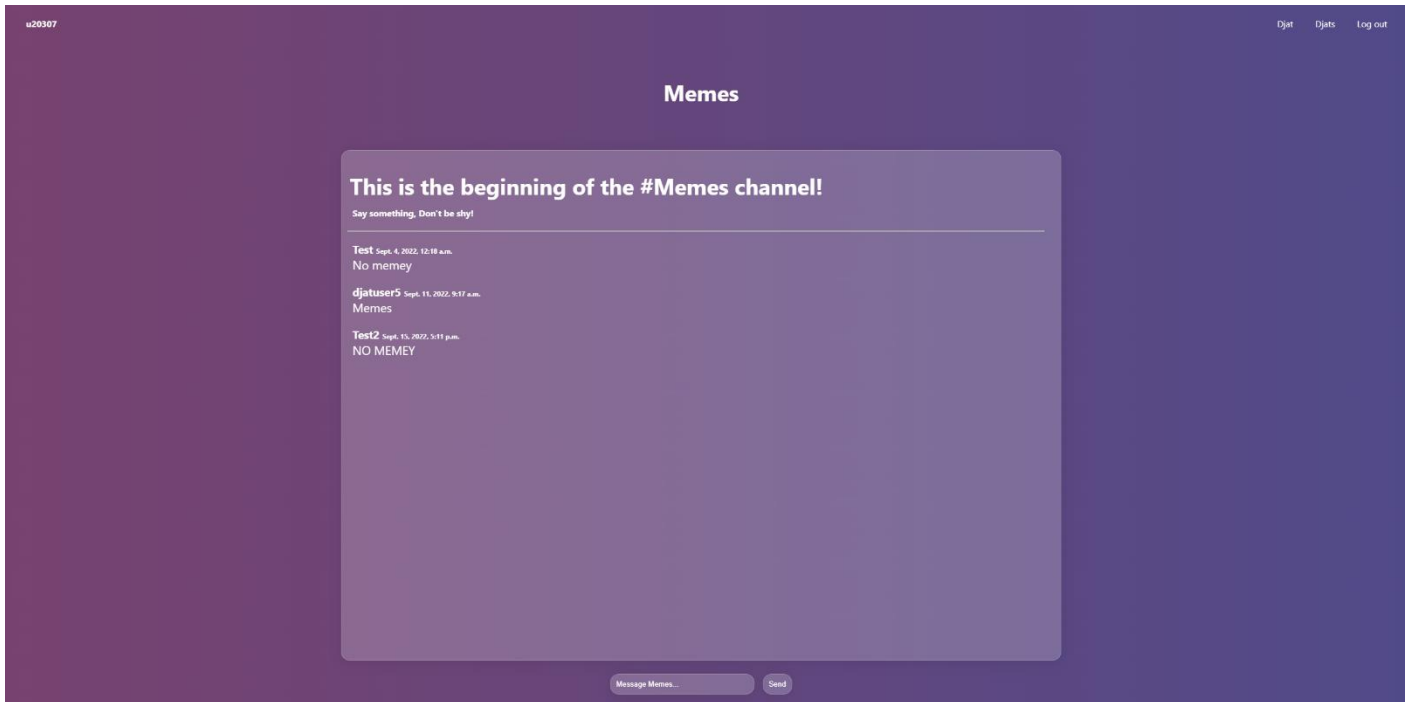 u20307
Djat Djats Log out
Memes
This is the beginning of the #Memes channel!
Say something, Don't be shy!
Test Sept. 4, 2022, 12:18 a.m.
No memey
djatuser5 Sept. 11, 2022, 9:17 a.m.
Memes
Test2 Sept. 15, 2022, 5:11 p.m.
NO MEMEY
Message Memes...
Send